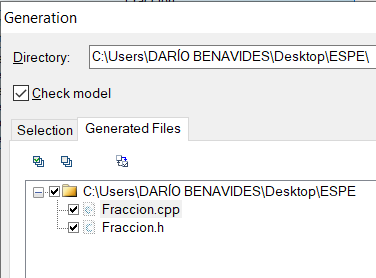 Generation
Directory: C:\Users\DARÍO BENAVIDES\Desktop\ESPE\
Check model
Selection Generated Files
C:\Users\DARÍO BENAVIDES\Desktop\ESPE
Fraccion.cpp
Fraccion.h